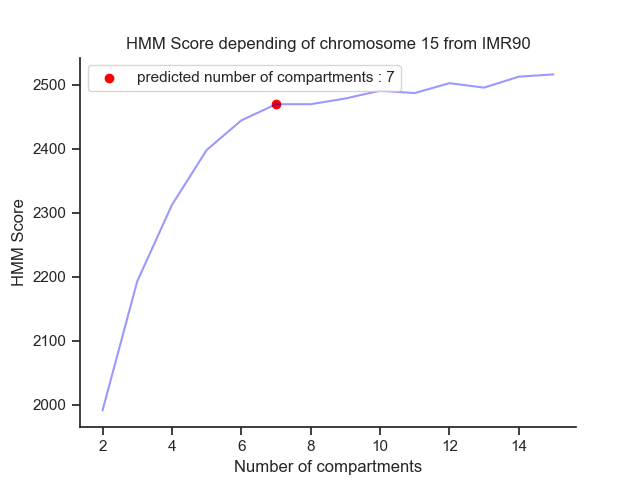 HMM Score depending of chromosome 15 from IMR90
predicted number of compartments : 7
2500
2400
2300
2200
2100
2000
HMM Score
2 4 6 8 10 12 14
Number of compartments